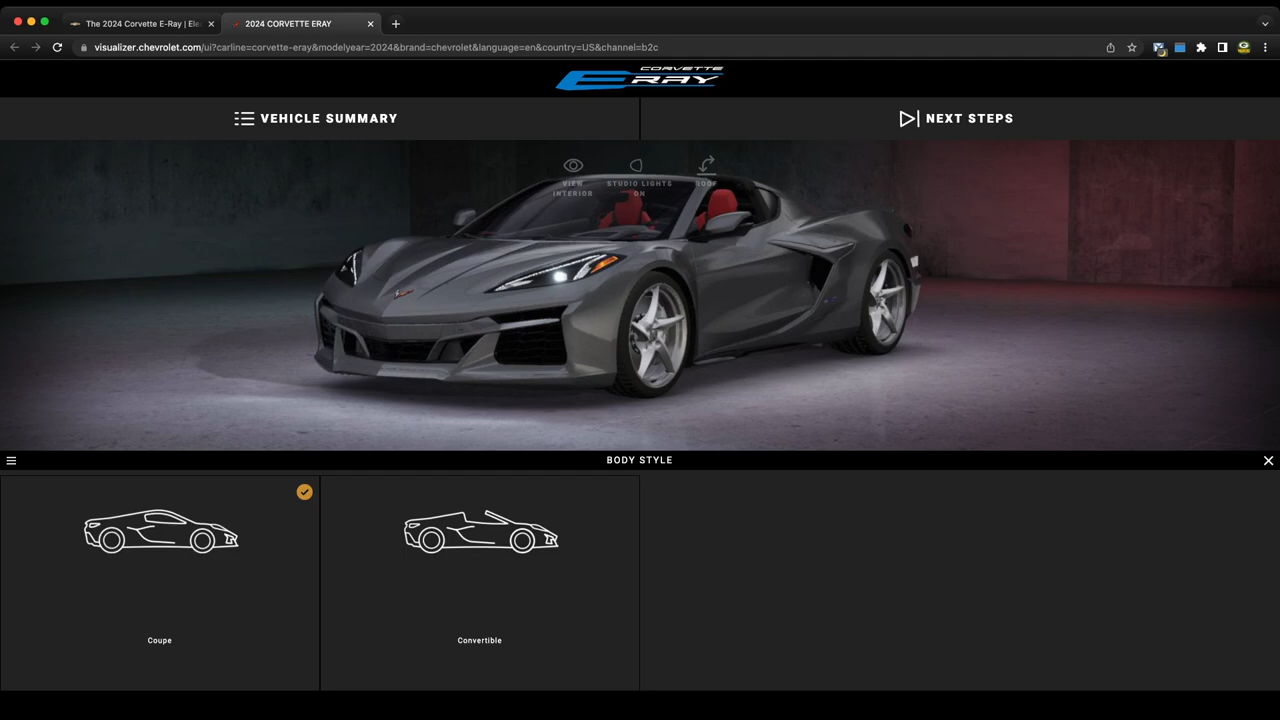 The 2024 Corvette E-Ray | Elec
2024 CORVETTE ERAY
visualizer.chevrolet.com/ui?carline=corvette-eray&modelyear=2024&brand=chevrolet&language=en&country=US&channel=b2c
CORVETTE
E RAY
VEHICLE SUMMARY
NEXT STEPS
VIEW
INTERIOR
STUDIO LIGHTS
ON
ROOF
BODY STYLE
Coupe
Convertible